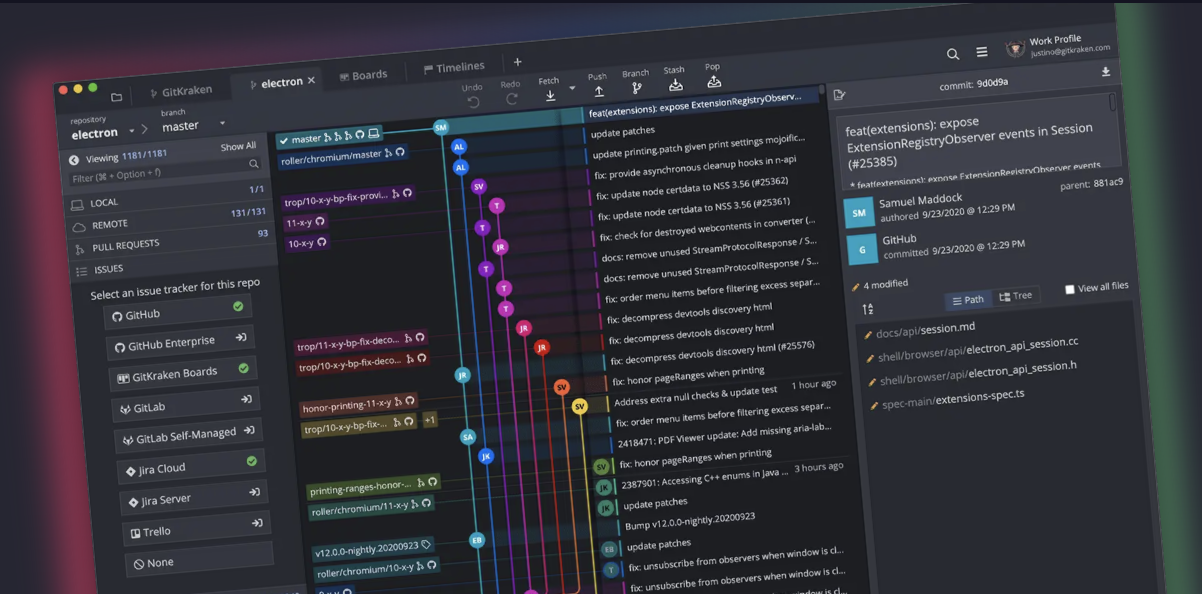 GitKraken
electron
Boards
Timelines
+
Work Profile
justino@gitkraken.com
repository
electron
branch
master
Undo
Redo
Fetch
Push
Branch
Stash
Pop
Viewing 1181/1181
Show All
Filter (⌘ + Option + f)
LOCAL
1/1
REMOTE
131/131
PULL REQUESTS
93
ISSUES
Select an issue tracker for this repo
GitHub
GitHub Enterprise
GitKraken Boards
GitLab
GitLab Self-Managed
Jira Cloud
Jira Server
Trello
None
master
roller/chromium/master
trop/10-x-y-bp-fix-provi...
11-x-y
10-x-y
trop/11-x-y-bp-fix-deco...
trop/10-x-y-bp-fix-deco...
honor-printing-11-x-y
trop/10-x-y-bp-fix-...
+1
printing-ranges-honor-...
roller/chromium/11-x-y
v12.0.0-nightly.20200923
roller/chromium/10-x-y
SM
AL
AL
SV
T
T
JR
T
T
T
JR
JR
JR
SV
SV
SA
JK
SV
JK
JK
EB
EB
T
feat(extensions): expose ExtensionRegistryObserv...
update patches
update printing.patch given print settings mojoific...
fix: provide asynchronous cleanup hooks in n-api
fix: update node certdata to NSS 3.56 (#25362)
fix: update node certdata to NSS 3.56 (#25361)
fix: check for destroyed webcontents in converter (...
docs: remove unused StreamProtocolResponse / S...
docs: remove unused StreamProtocolResponse / S...
fix: order menu items before filtering excess separ...
fix: decompress devtools discovery html
fix: decompress devtools discovery html
fix: decompress devtools discovery html (#25576)
fix: honor pageRanges when printing
Address extra null checks & update test
1 hour ago
fix: order menu items before filtering excess separ...
2418471: PDF Viewer update: Add missing aria-lab...
fix: honor pageRanges when printing
2387901: Accessing C++ enums in Java ...
3 hours ago
update patches
Bump v12.0.0-nightly.20200923
update patches
fix: unsubscribe from observers when window is cl...
fix: unsubscribe from observers when window is cl...
commit: 9d0d9a
feat(extensions): expose
ExtensionRegistryObserver events in Session
(#25385)
* feat(extensions): expose ExtensionRegistryObserver events
SM
Samuel Maddock
authored 9/23/2020 @ 12:29 PM
parent: 881ac9
G
GitHub
committed 9/23/2020 @ 12:29 PM
4 modified
Path
Tree
View all files
docs/api/session.md
shell/browser/api/electron_api_session.cc
shell/browser/api/electron_api_session.h
spec-main/extensions-spec.ts